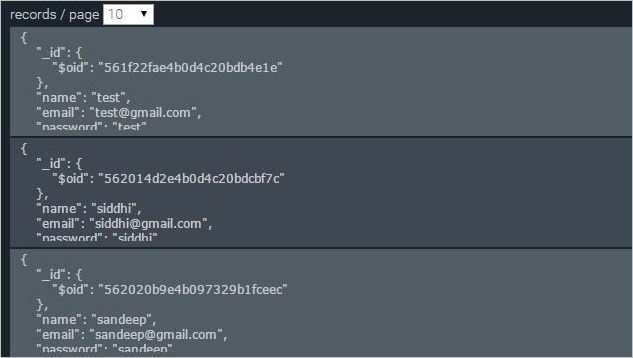 records / page 10
{
"_id": {
"$oid": "561f22fae4b0d4c20bdb4e1e"
},
"name": "test",
"email": "test@gmail.com",
"password": "test"
{
"_id": {
"$oid": "562014d2e4b0d4c20bdcbf7c"
},
"name": "siddhi",
"email": "siddhi@gmail.com",
"password": "siddhi"
{
"_id": {
"$oid": "562020b9e4b097329b1fceec"
},
"name": "sandeep",
"email": "sandeep@gmail.com",
"password": "sandeep